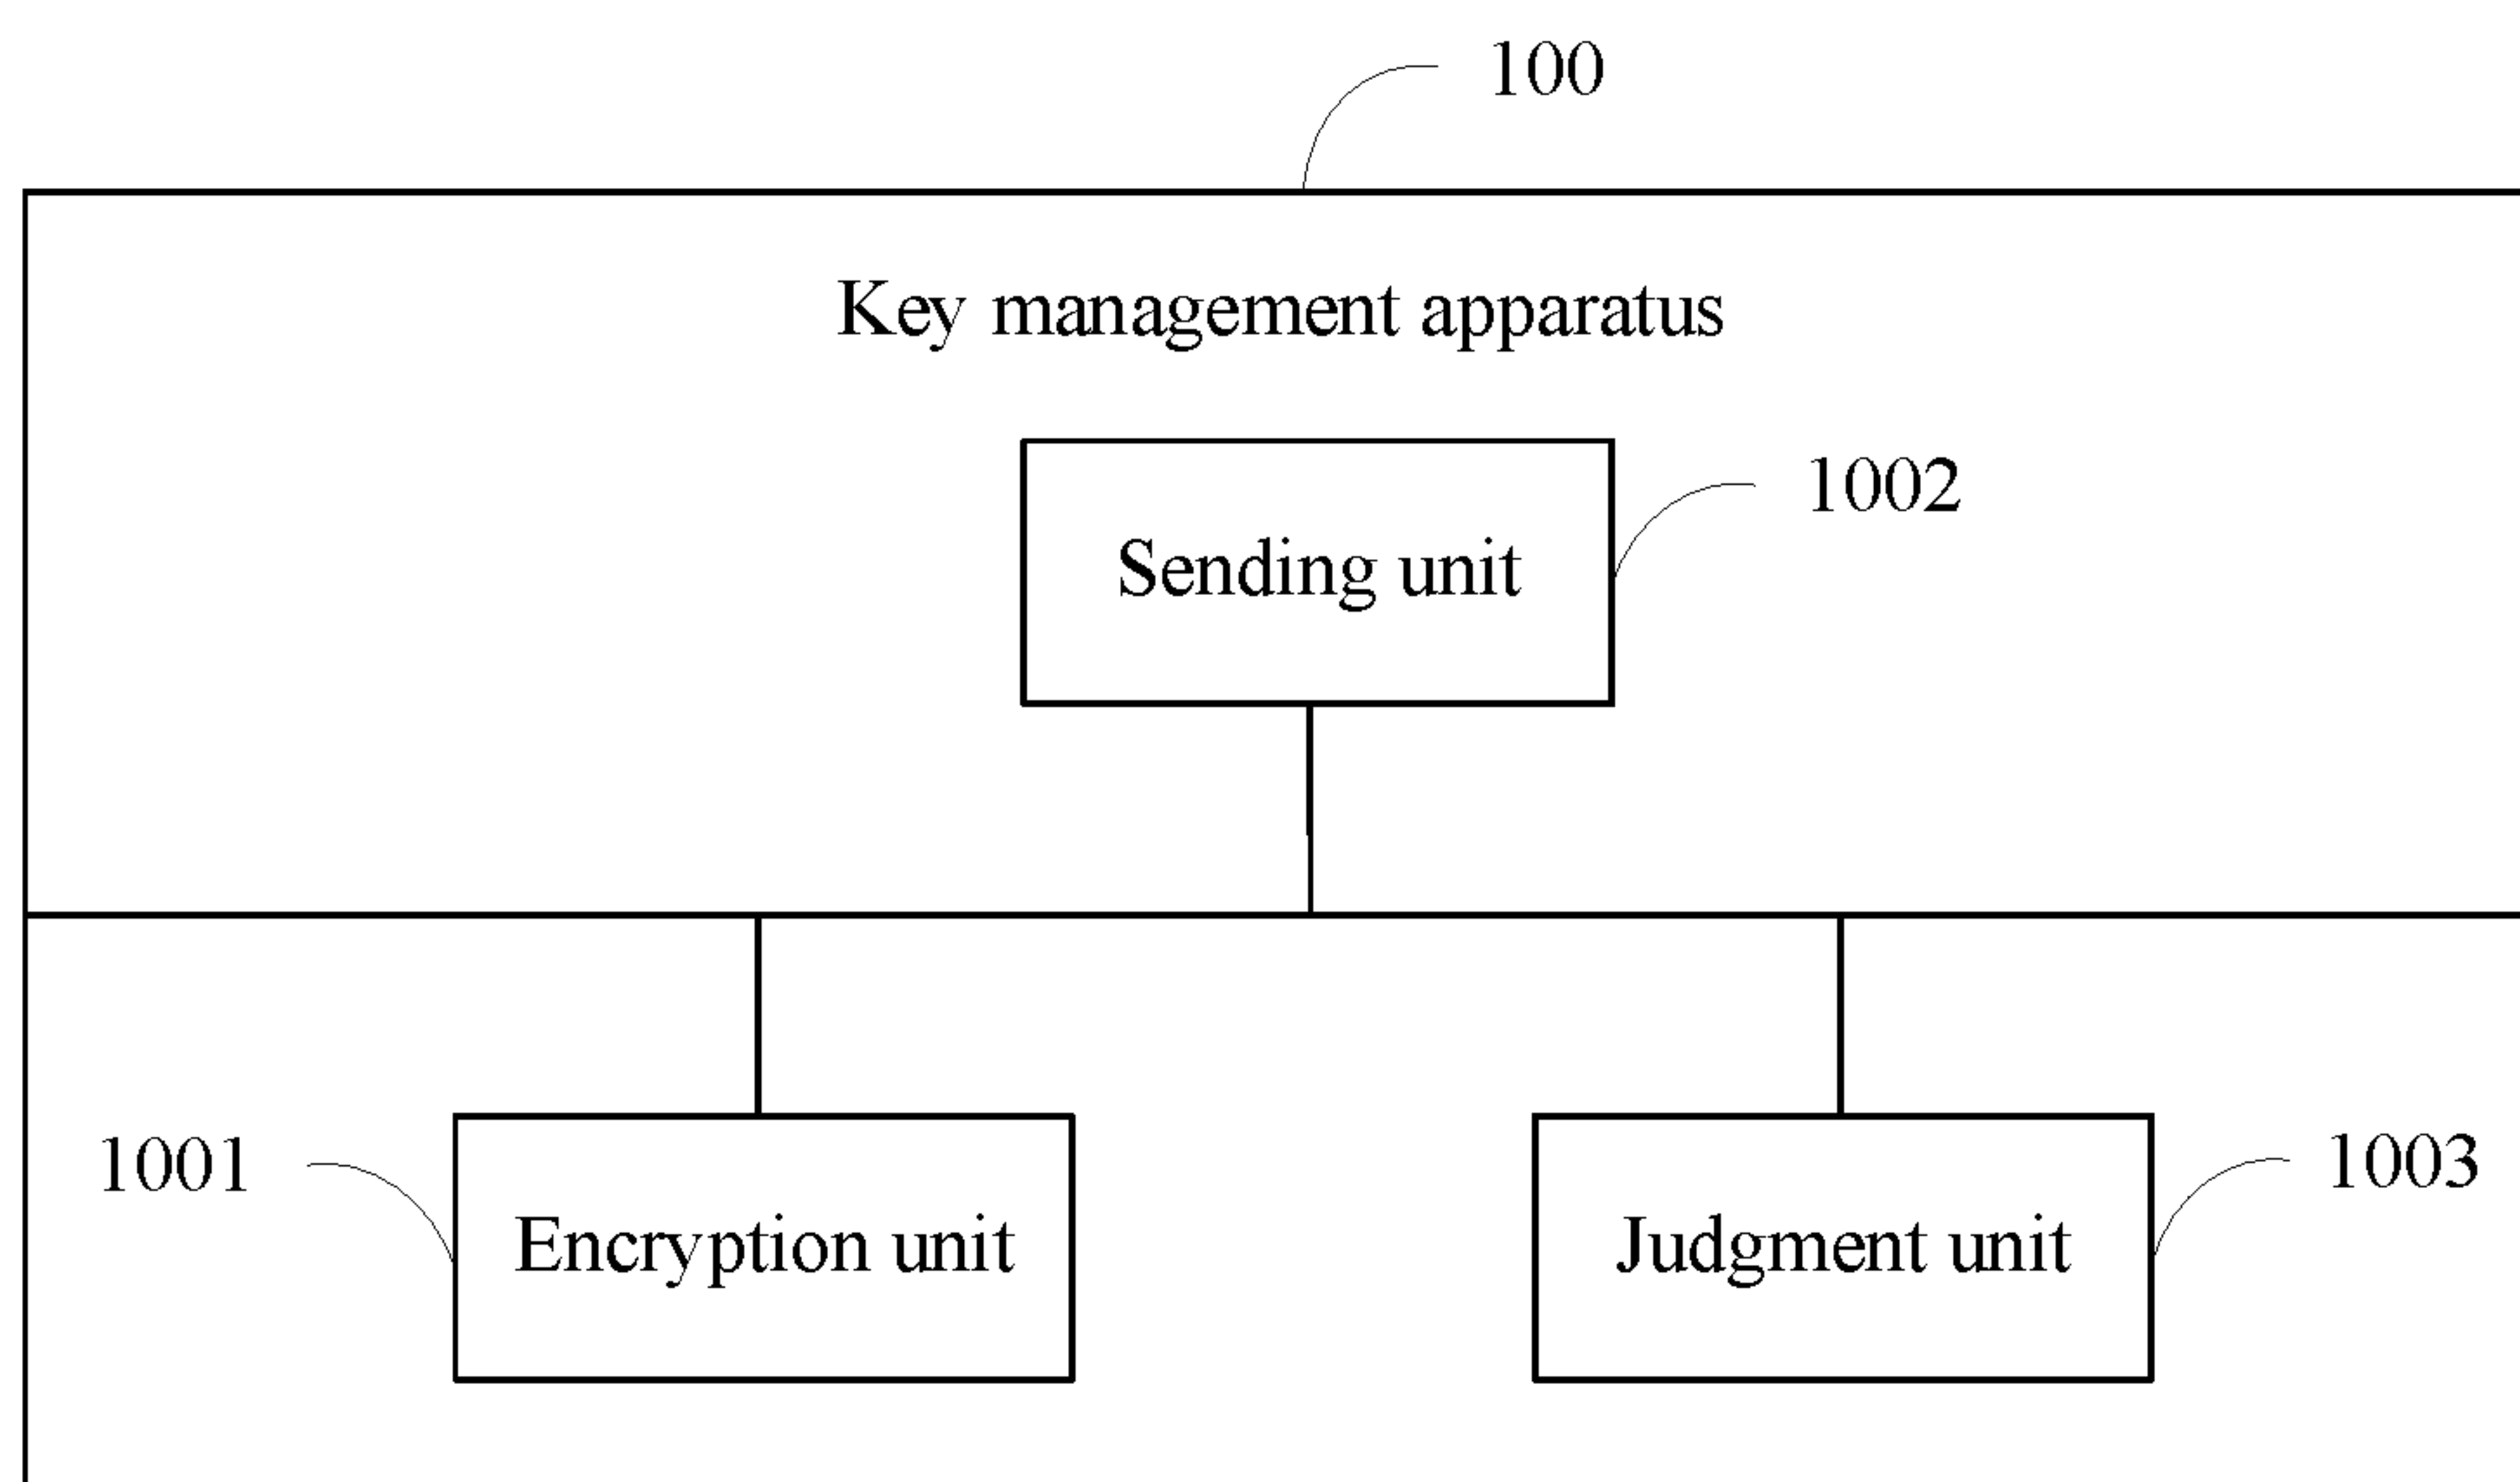 100
Key management apparatus
1002
Sending unit
1001
1003
Encryption unit
Judgment unit